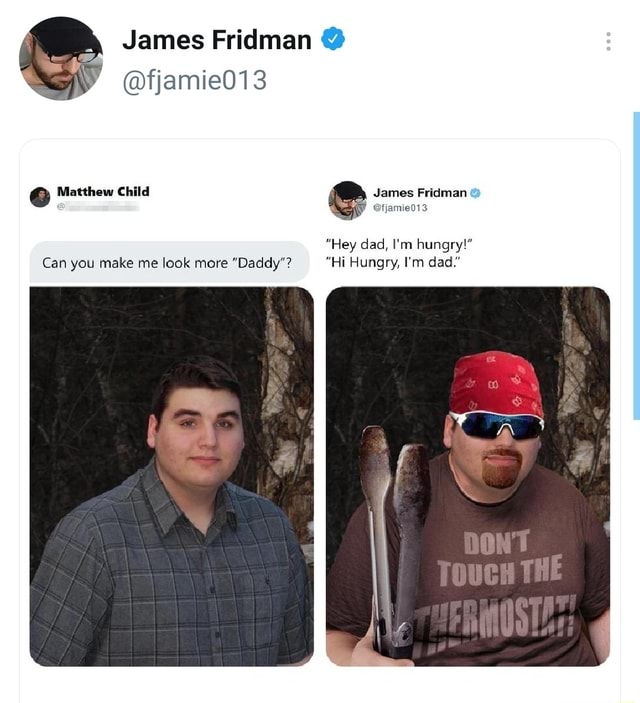 James Fridman
@fjamie013
Matthew Child
@
James Fridman
@fjamie013
Can you make me look more "Daddy"?
"Hey dad, I'm hungry!"
"Hi Hungry, I'm dad."
DON'T
TOUCH THE
THERMOSTAT!